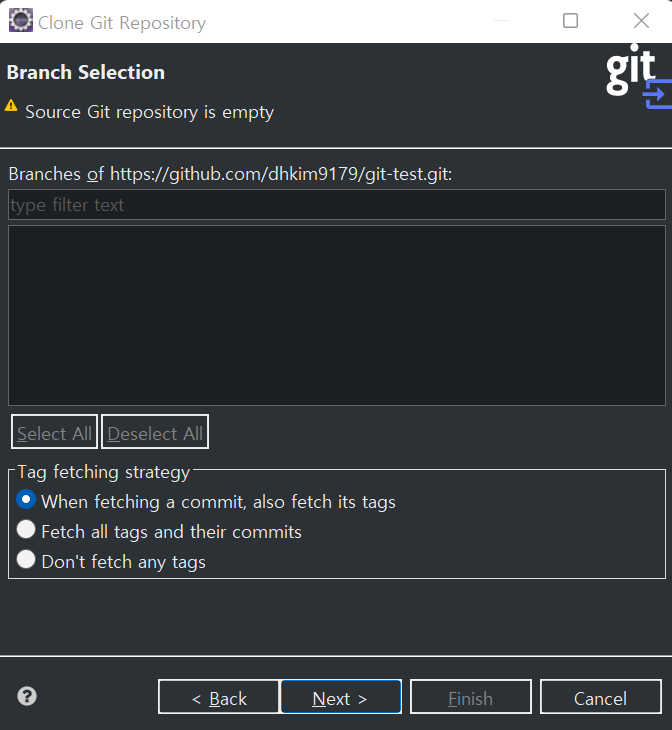 Clone Git Repository
Branch Selection
git
Source Git repository is empty
Branches of https://github.com/dhkim9179/git-test.git:
type filter text
Select All Deselect All
Tag fetching strategy
When fetching a commit, also fetch its tags
Fetch all tags and their commits
Don't fetch any tags
? < Back Next > Finish Cancel